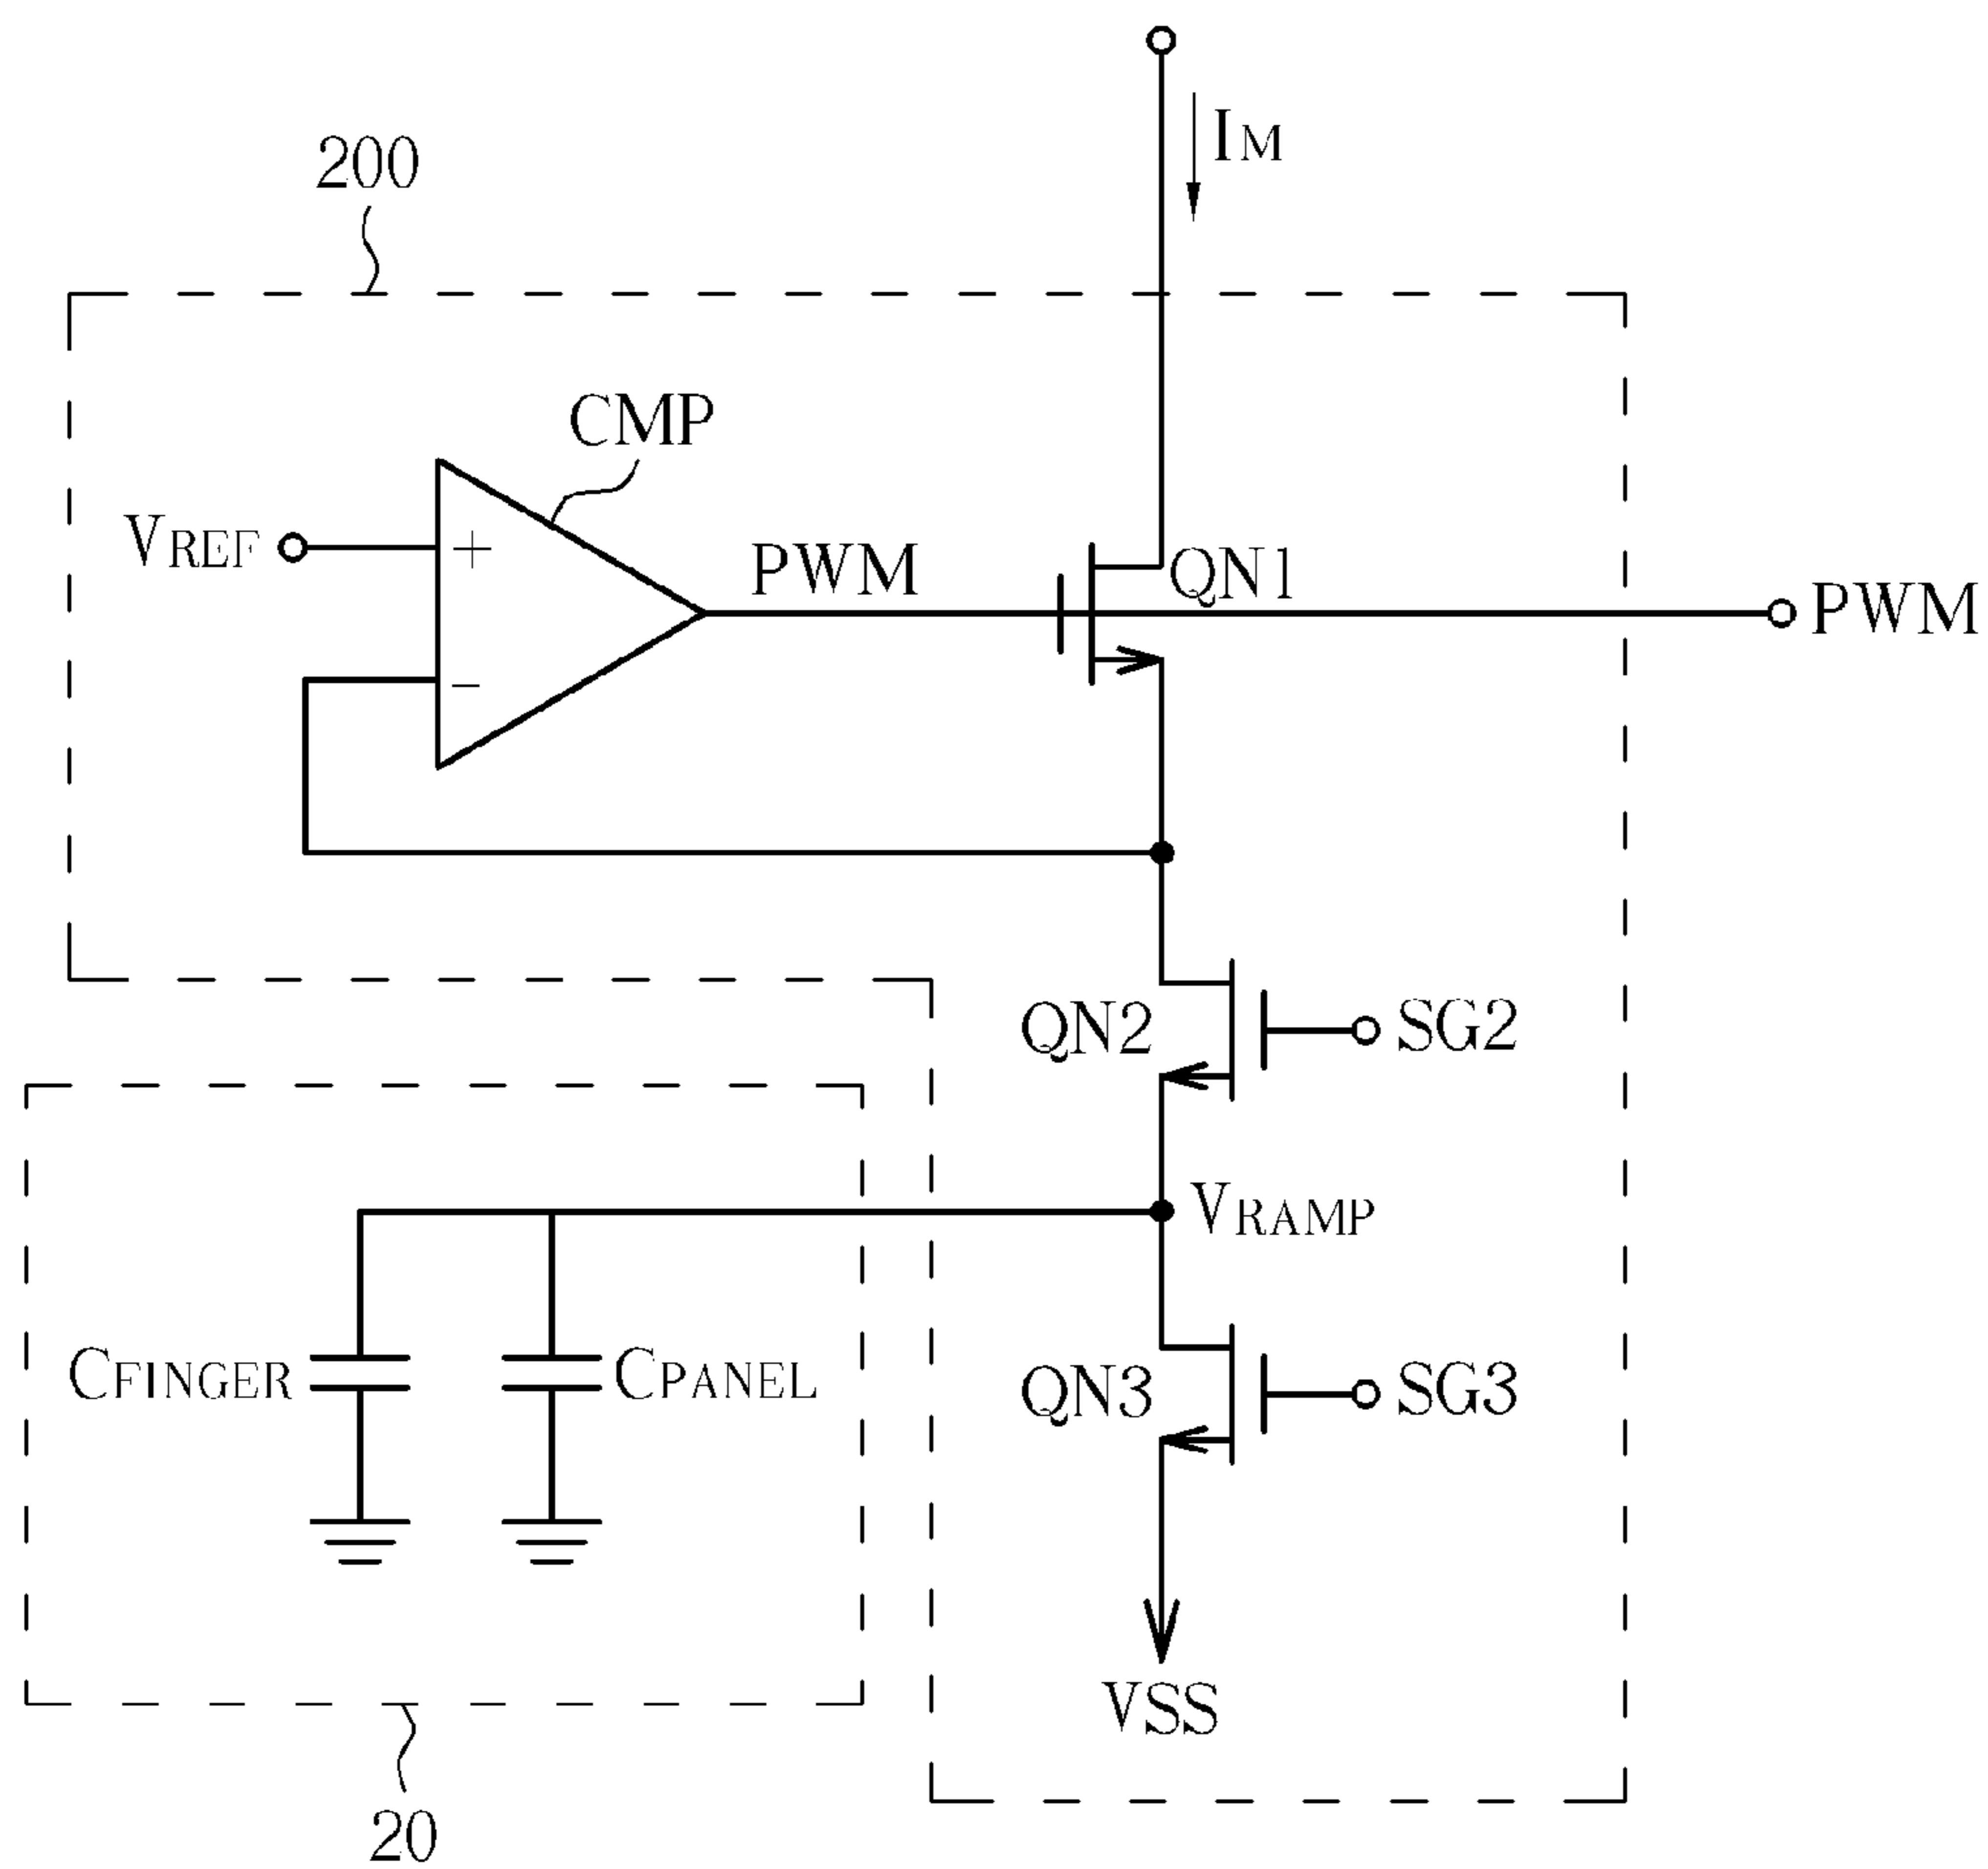 IM
200
CMP
VREF
+
PWM
QN1
PWM
−
QN2
SG2
VRAMP
CFINGER
CPANEL
QN3
SG3
VSS
20